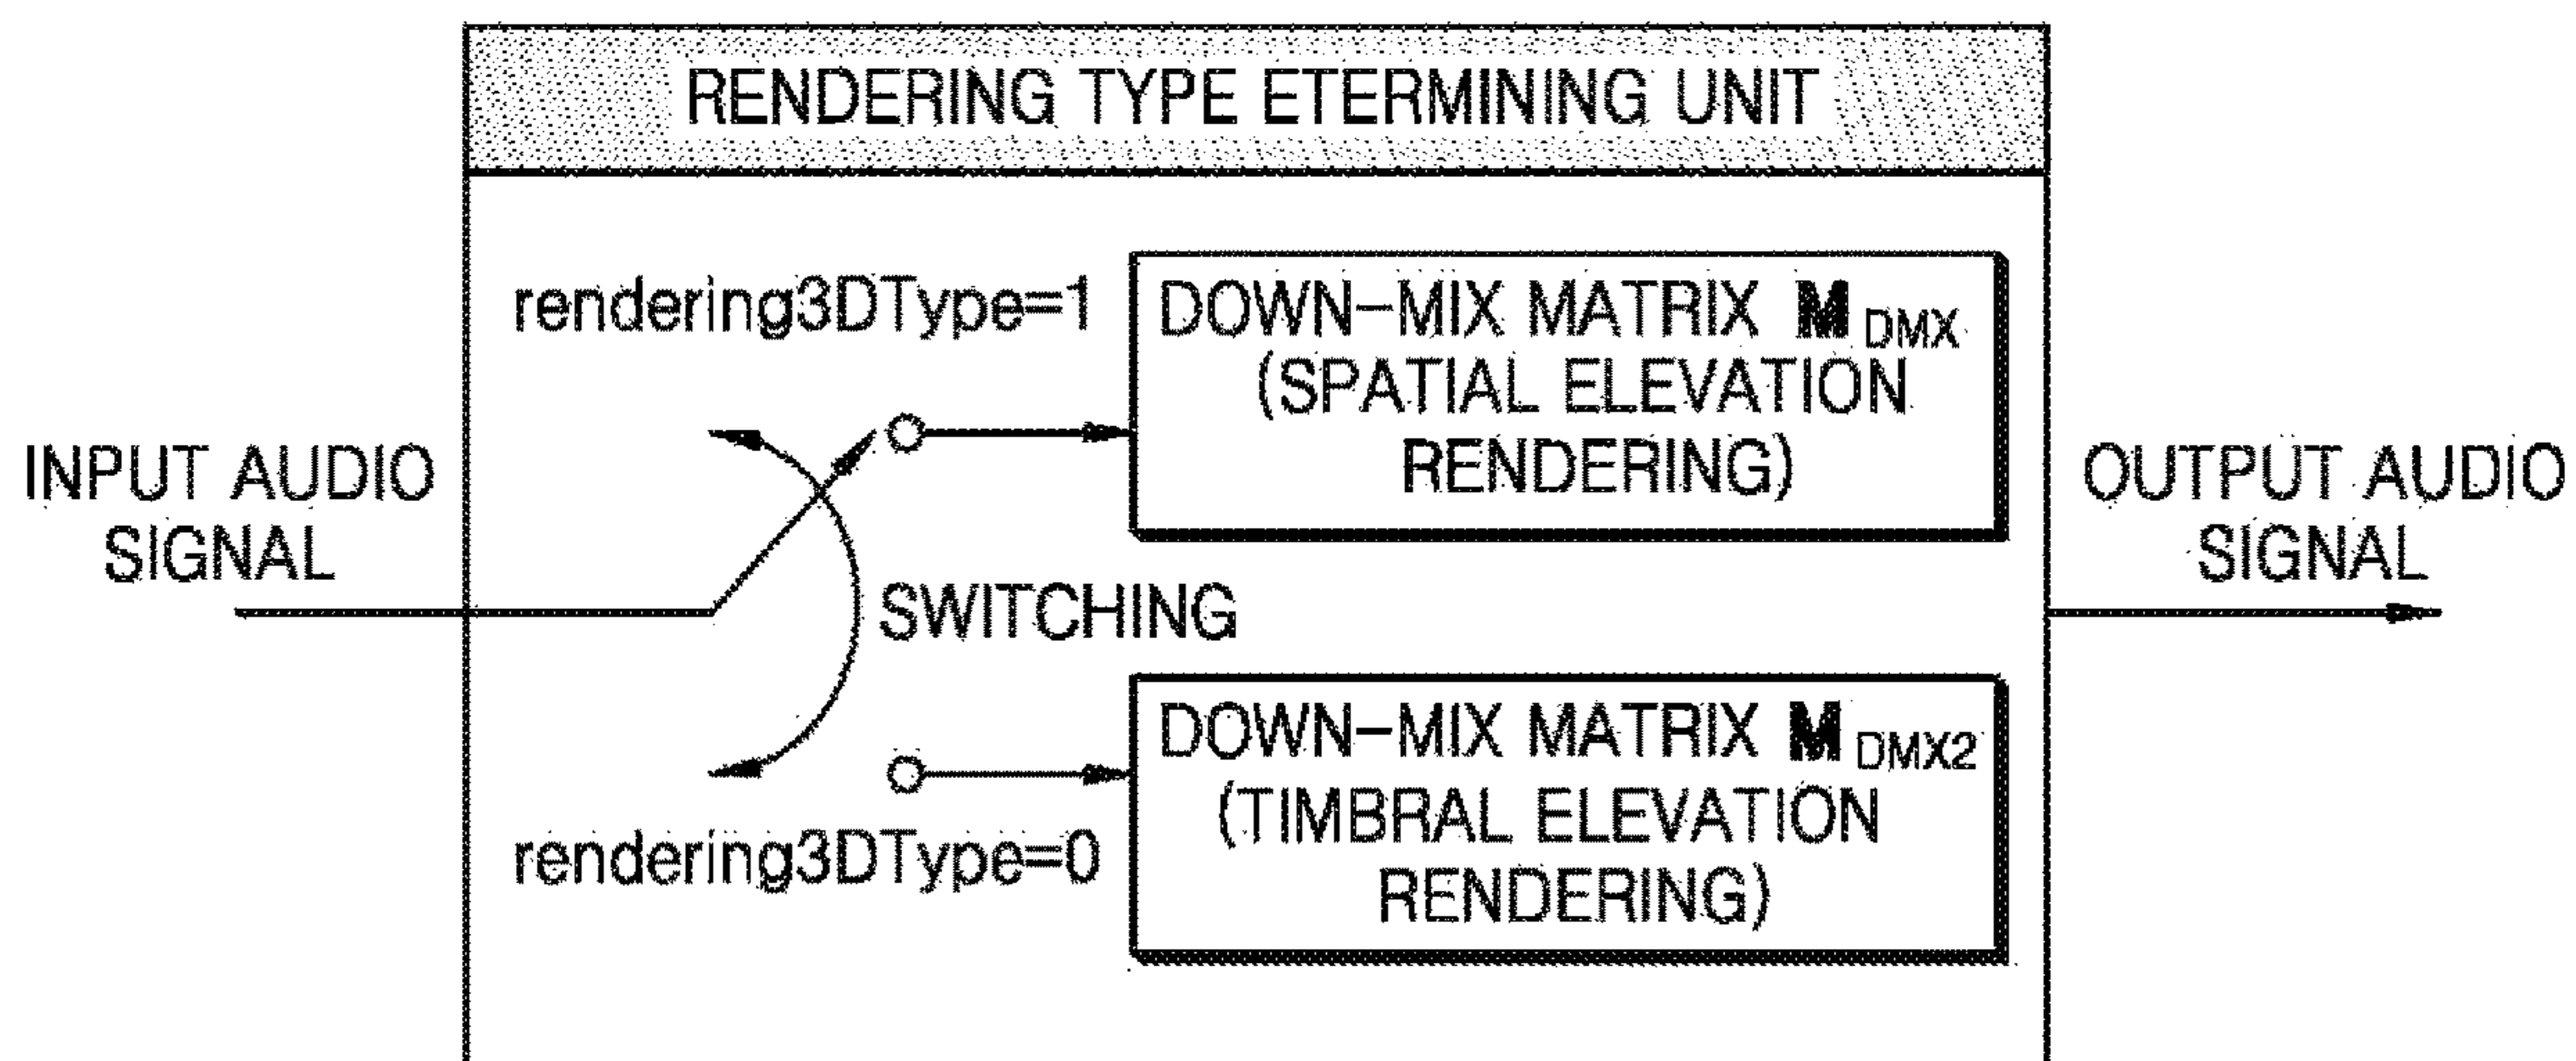 RENDERING TYPE ETERMINING UNIT
rendering3DType=1
DOWN-MIX MATRIX M DMX
(SPATIAL ELEVATION
RENDERING)
INPUT AUDIO
SIGNAL
SWITCHING
OUTPUT AUDIO
SIGNAL
DOWN-MIX MATRIX M DMX2
(TIMBRAL ELEVATION
RENDERING)
rendering3DType=0